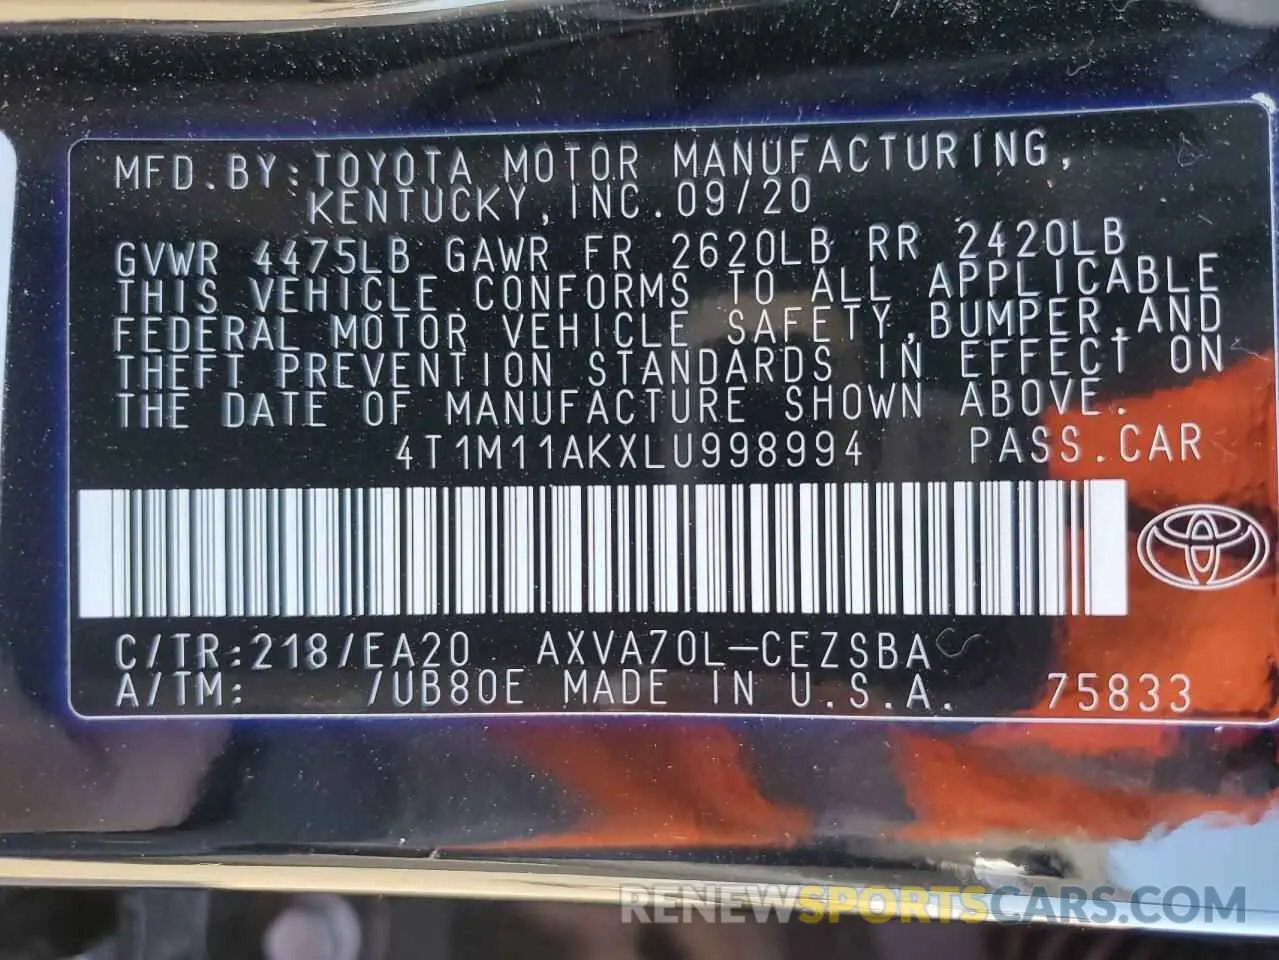 MFD.BY:TOYOTA MOTOR MANUFACTURING,
KENTUCKY,INC.09/20
GVWR 4475LB GAWR FR 2620LB RR 2420LB
THIS VEHICLE CONFORMS TO ALL APPLICABLE
FEDERAL MOTOR VEHICLE SAFETY,BUMPER,AND
THEFT PREVENTION STANDARDS IN EFFECT ON
THE DATE OF MANUFACTURE SHOWN ABOVE.
4T1M11AKXLU998994 PASS.CAR
C/TR:218/EA20 AXVA70L-CEZSBA
A/TM: /UB80E MADE IN U.S.A. 75833
RENEWSPORTSCARS.COM